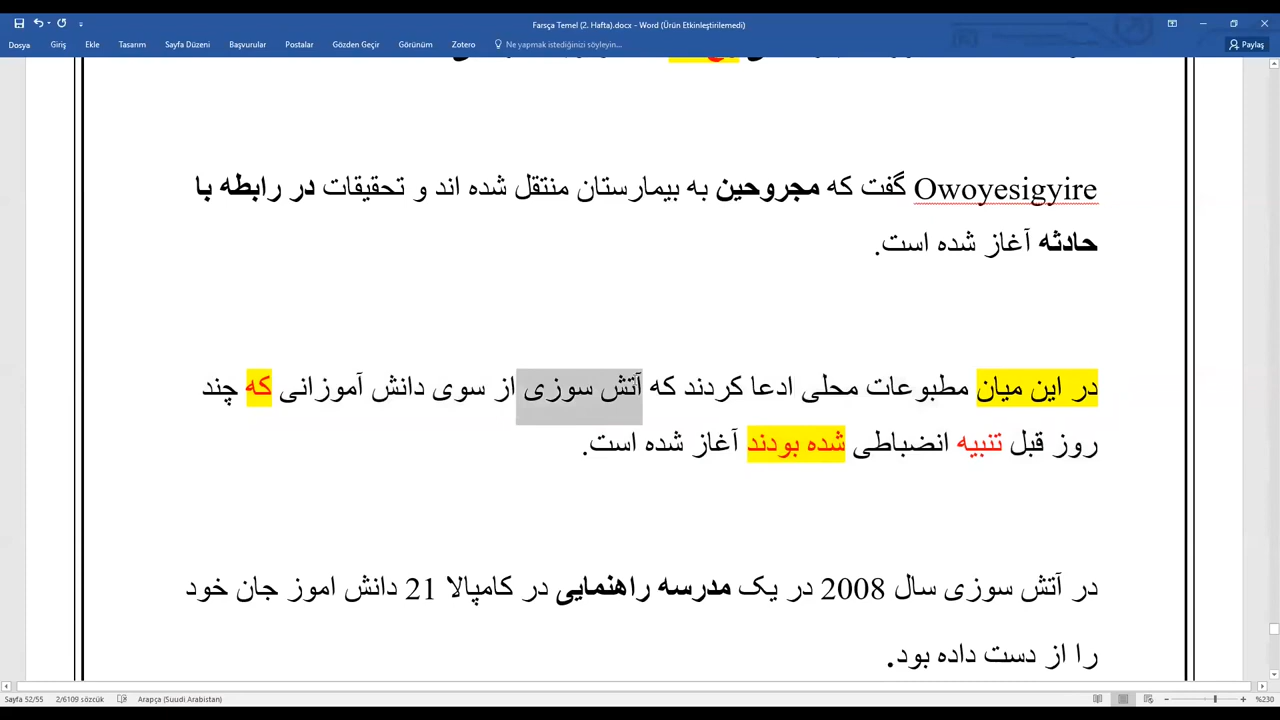 Farsça Temel (2. Hafta).docx - Word (Ürün Etkinleştirilemedi)
Dosya Giriş Ekle Tasarım Sayfa Düzeni Başvurular Postalar Gözden Geçir Görünüm Zotero Ne yapmak istediğinizi söyleyin... Paylaş
Owoyesigyire گفت که مجروحین به بیمارستان منتقل شده اند و تحقیقات در رابطه با
حادثه آغاز شده است.
در این میان مطبوعات محلی ادعا کردند که آتش سوزی از سوی دانش آموزانی که چند
روز قبل تنبیه انضباطی شده بودند آغاز شده است.
در آتش سوزی سال 2008 در یک مدرسه راهنمایی در کامپالا 21 دانش اموز جان خود
را از دست داده بود.
Sayfa 52/55 2/6109 sözcük Arapça (Suudi Arabistan) %230